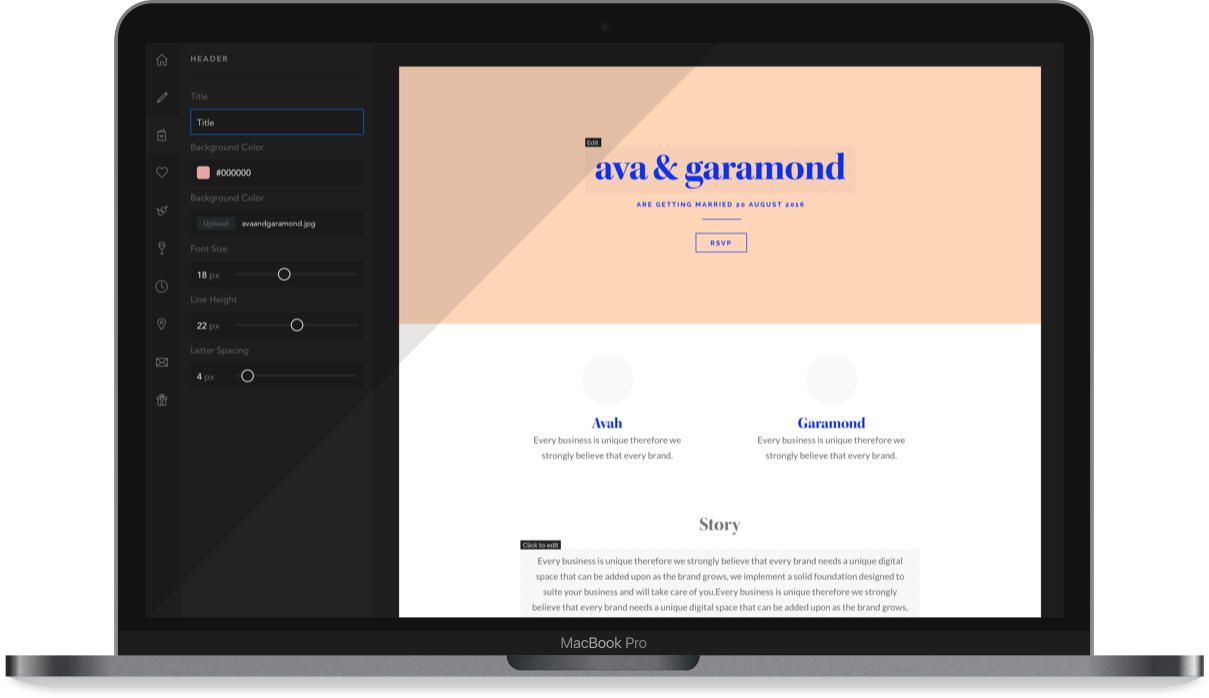 HEADER
Title
Title
Background Color
#000000
Background Color
Upload avaandgaramond.jpg
Font Size
18 px
Line Height
22 px
Letter Spacing
4 px
Edit
ava & garamond
ARE GETTING MARRIED 20 AUGUST 2016
RSVP
Avah
Every business is unique therefore we
strongly believe that every brand.
Garamond
Every business is unique therefore we
strongly believe that every brand.
Story
Click to edit
Every business is unique therefore we strongly believe that every brand needs a unique digital
space that can be added upon as the brand grows, we implement a solid foundation designed to
suite your business and will take care of you.Every business is unique therefore we strongly
believe that every brand needs a unique digital space that can be added upon as the brand grows,
MacBook Pro